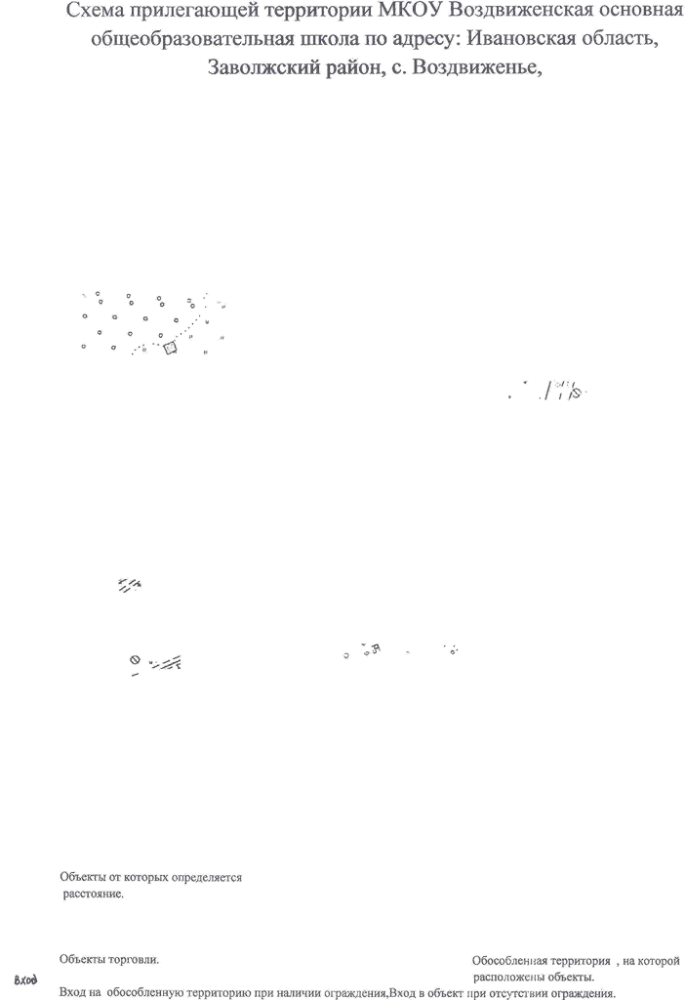 Схема прилегающей территории МКОУ Воздвиженская основная
общеобразовательная школа по адресу: Ивановская область,
Заволжский район, с. Воздвиженье,
Объекты от которых определяется
расстояние.
Объекты торговли.
Обособленная территория , на которой
расположены объекты.
вход
Вход на обособленную территорию при наличии ограждения,Вход в объект при отсутствии ограждения.